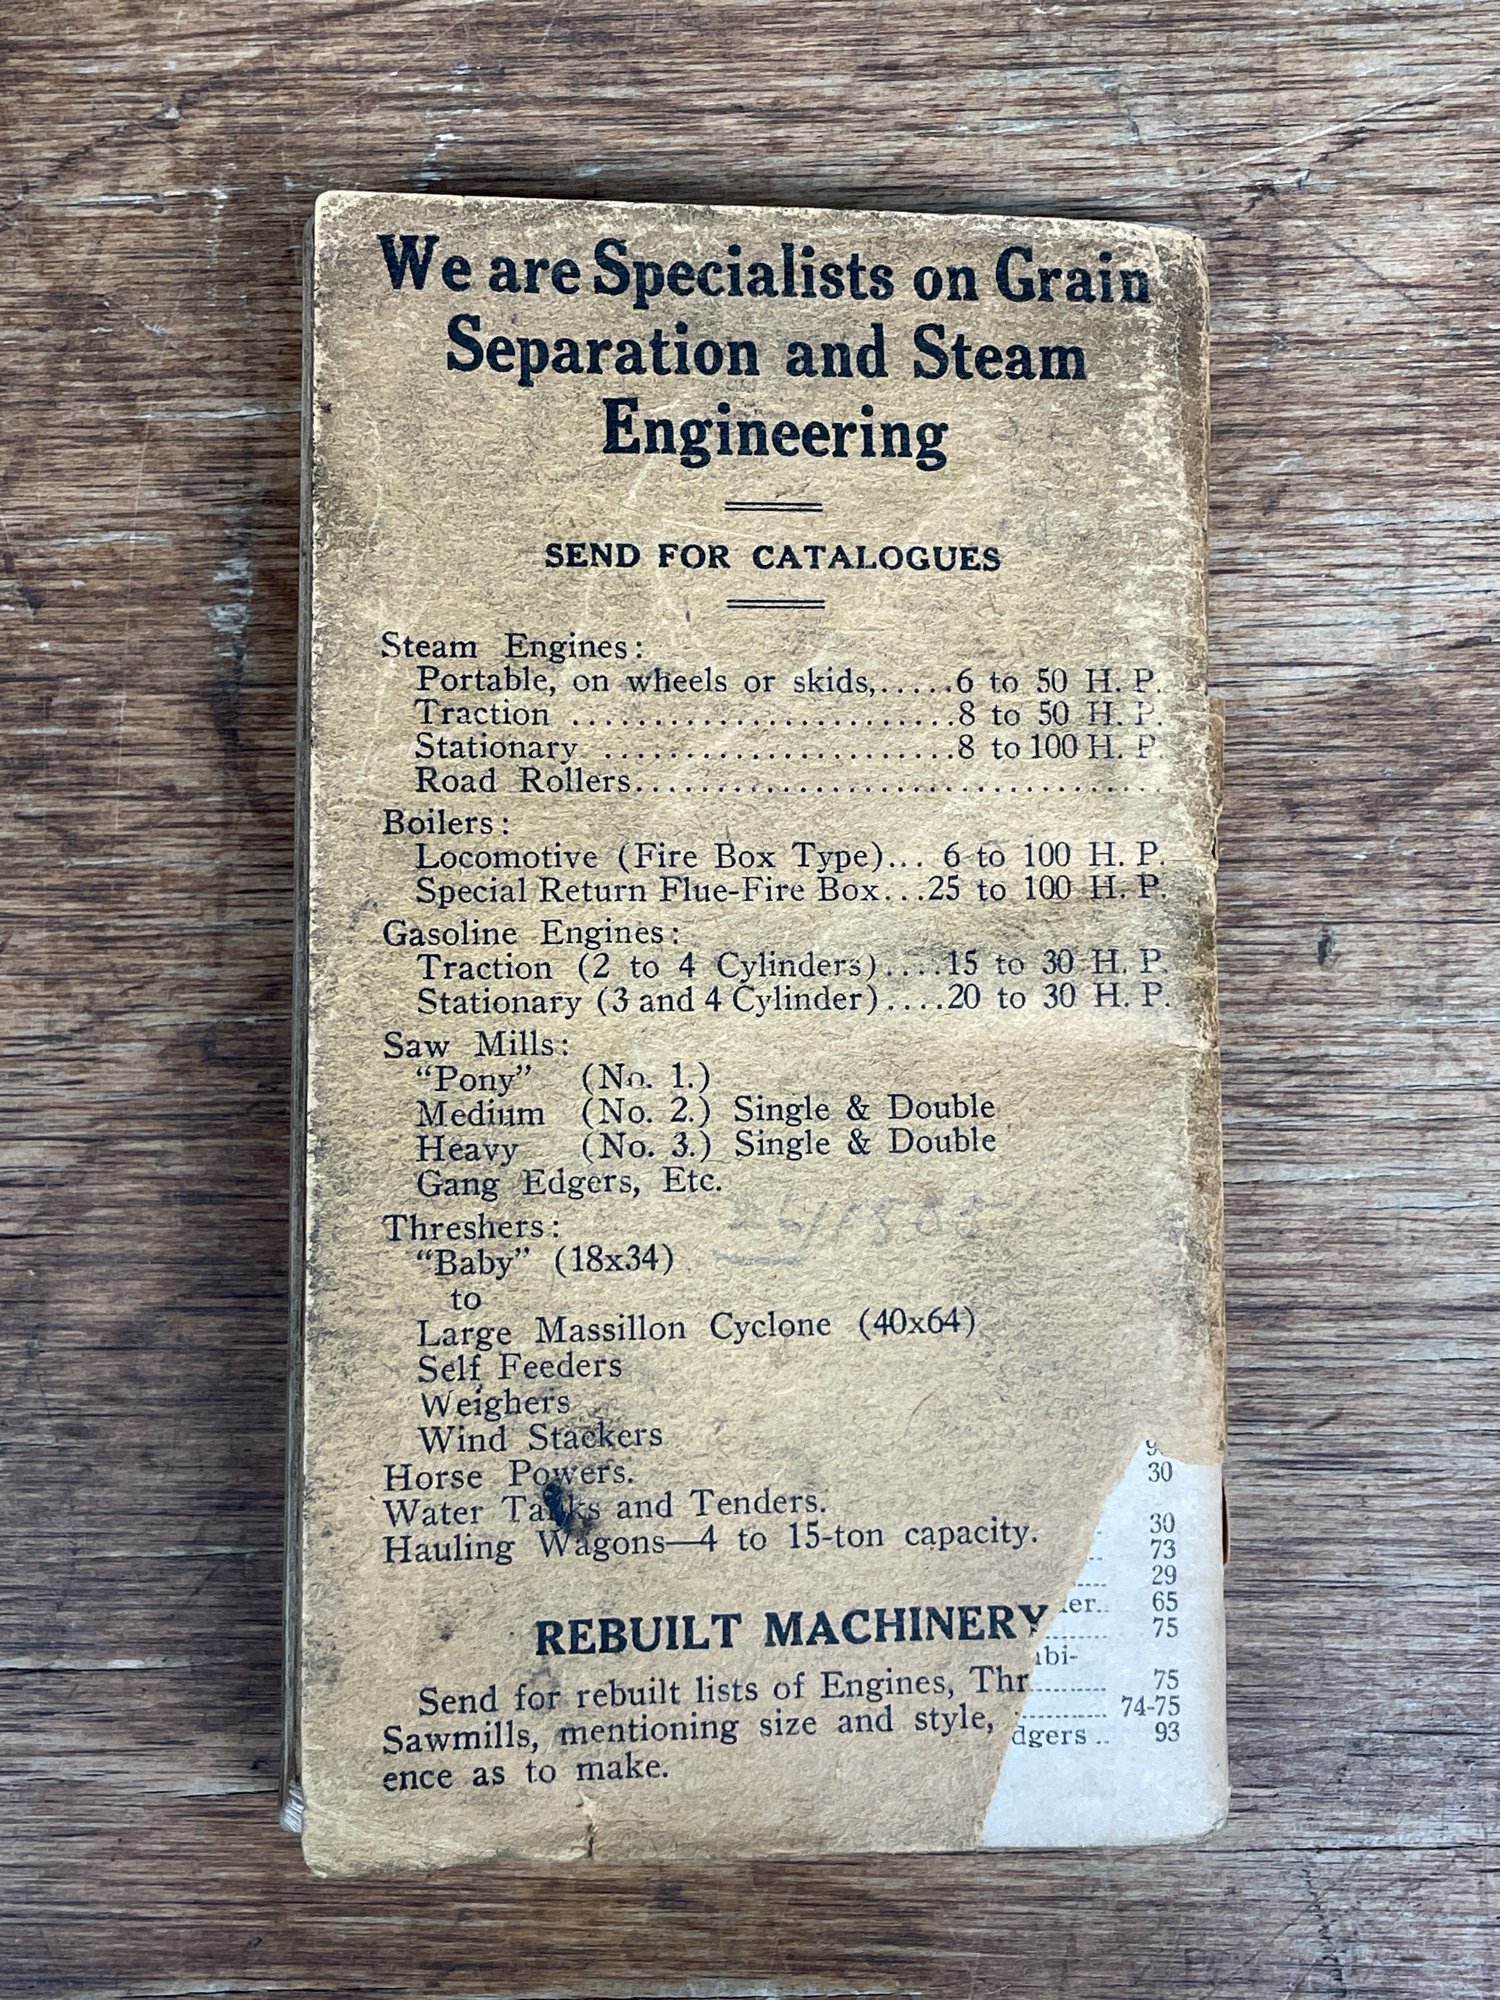 We are Specialists on Grain
Separation and Steam
Engineering
SEND FOR CATALOGUES
Steam Engines:
Portable, on wheels or skids,.....6 to 50 H. P.
Traction .......................8 to 50 H. P.
Stationary .....................8 to 100 H. P.
Road Rollers................................
Boilers:
Locomotive (Fire Box Type)... 6 to 100 H. P.
Special Return Flue-Fire Box...25 to 100 H. P.
Gasoline Engines:
Traction (2 to 4 Cylinders)....15 to 30 H. P.
Stationary (3 and 4 Cylinder)....20 to 30 H. P.
Saw Mills:
“Pony” (No. 1.)
Medium (No. 2.) Single & Double
Heavy (No. 3.) Single & Double
Gang Edgers, Etc.
Threshers:
“Baby” (18x34)
to
Large Massillon Cyclone (40x64)
Self Feeders
Weighers
Wind Stackers
Horse Powers.
Water Tanks and Tenders.
Hauling Wagons—4 to 15-ton capacity.
REBUILT MACHINERY
Send for rebuilt lists of Engines, Thr
Sawmills, mentioning size and style,
ence as to make.
30
30
73
29
er.. 65
75
bi-
75
74-75
dgers .. 93